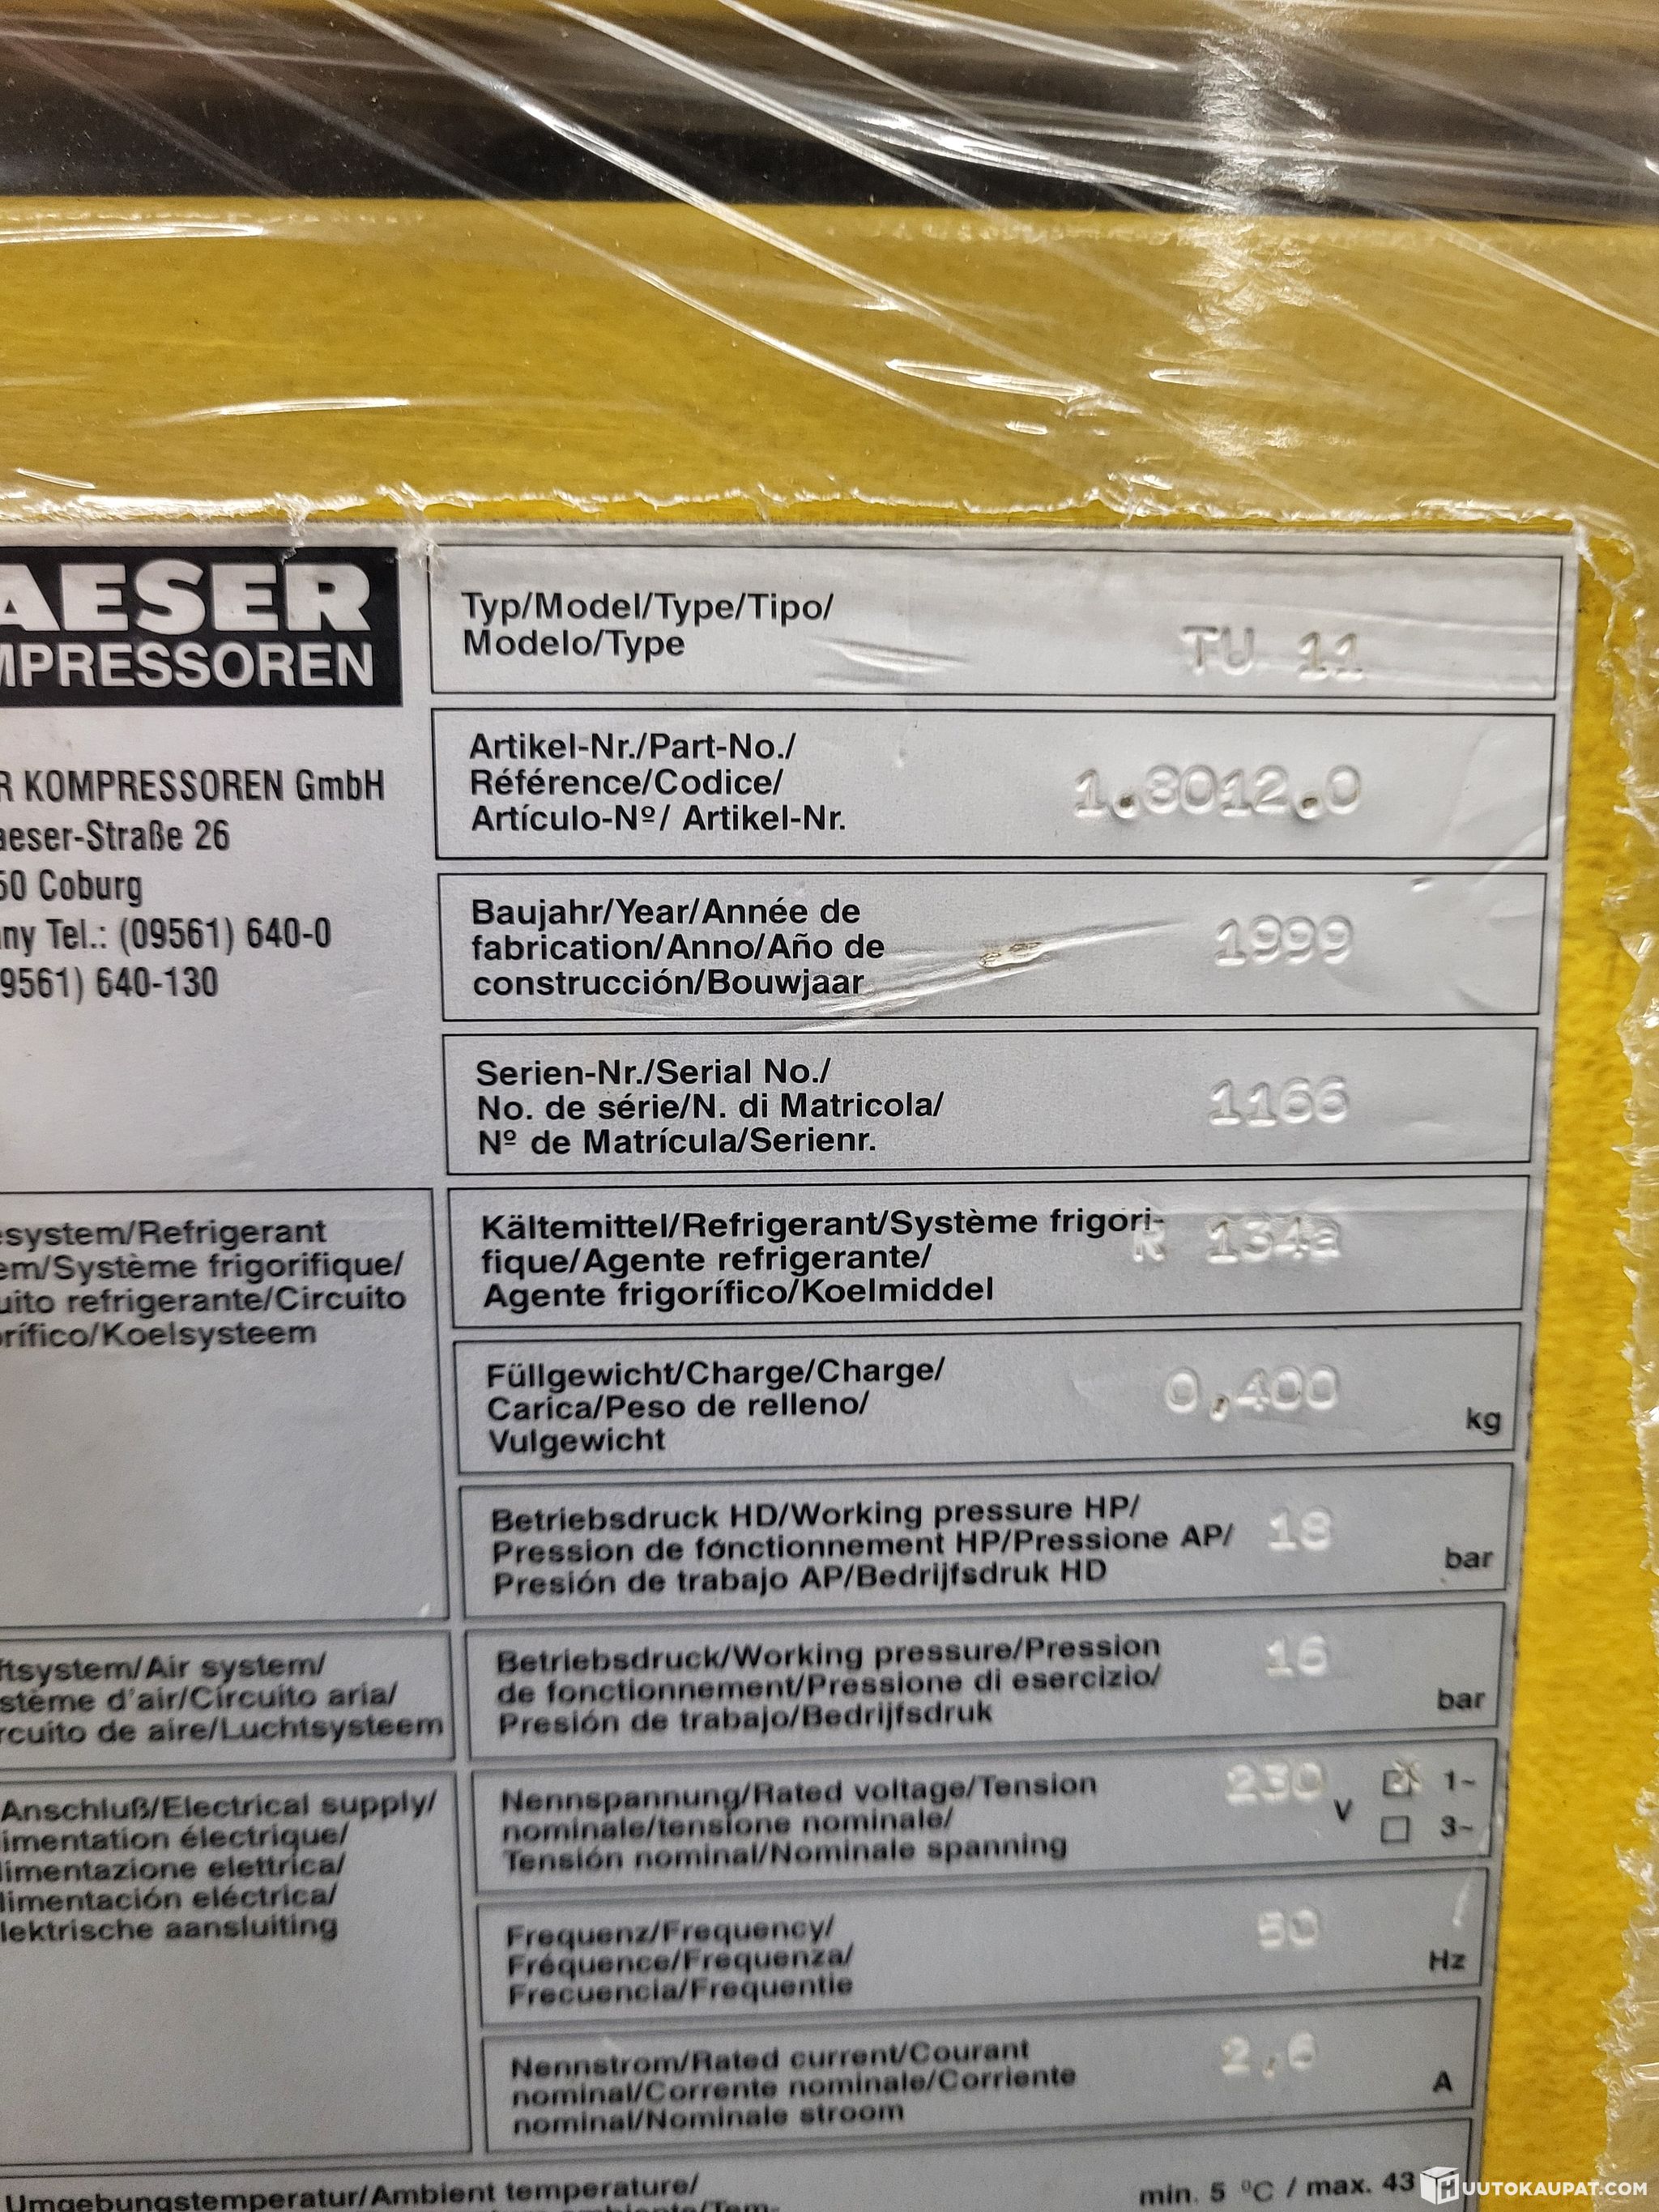 AESER
MPRESSOREN
R KOMPRESSOREN GmbH
aeser-Straße 26
50 Coburg
ny Tel.: (09561) 640-0
9561) 640-130
Typ/Model/Type/Tipo/
Modelo/Type
TU 11
Artikel-Nr./Part-No./
Référence/Codice/
Artículo-Nº/ Artikel-Nr.
1.8012.0
Baujahr/Year/Année de
fabrication/Anno/Año de
construcción/Bouwjaar
1999
Serien-Nr./Serial No./
No. de série/N. di Matricola/
Nº de Matrícula/Serienr.
1166
esystem/Refrigerant
em/Système frigorifique/
uito refrigerante/Circuito
orífico/Koelsysteem
Kältemittel/Refrigerant/Système frigori-
fique/Agente refrigerante/
Agente frigorífico/Koelmiddel
R 134a
Füllgewicht/Charge/Charge/
Carica/Peso de relleno/
Vulgewicht
0,400
kg
Betriebsdruck HD/Working pressure HP/
Pression de fonctionnement HP/Pressione AP/
Presión de trabajo AP/Bedrijfsdruk HD
18
bar
ftsystem/Air system/
stème d'air/Circuito aria/
rcuito de aire/Luchtsysteem
Betriebsdruck/Working pressure/Pression
de fonctionnement/Pressione di esercizio/
Presión de trabajo/Bedrijfsdruk
16
bar
Anschluß/Electrical supply/
limentation électrique/
limentazione elettrica/
limentación eléctrica/
lektrische aansluiting
Nennspannung/Rated voltage/Tension
nominale/tensione nominale/
Tensión nominal/Nominale spanning
230
V
1~
3~
Frequenz/Frequency/
Fréquence/Frequenza/
Frecuencia/Frequentie
50
Hz
Nennstrom/Rated current/Courant
nominal/Corrente nominale/Corriente
nominal/Nominale stroom
2,6
A
Umgebungstemperatur/Ambient temperature/
min. 5 ºC / max. 43
HUUTOKAUPAT.COM